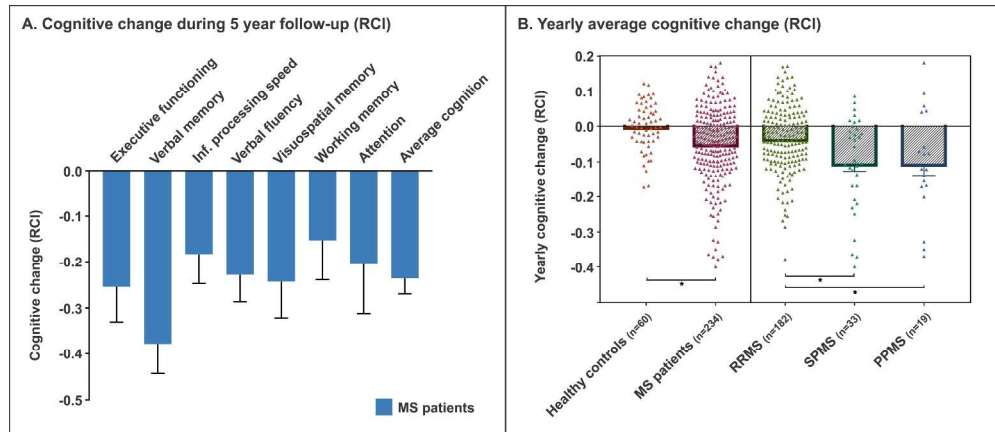 A. Cognitive change during 5 year follow-up (RCI)
Executive functioning
Verbal memory
Inf. processing speed
Verbal fluency
Visuospatial memory
Working memory
Attention
Average cognition
Cognitive change (RCI)
0.0
-0.1
-0.2
-0.3
-0.4
-0.5
MS patients
B. Yearly average cognitive change (RCI)
Yearly cognitive change (RCI)
0.2
0.1
0.0
-0.1
-0.2
-0.3
-0.4
*
*
*
Healthy controls (n=60)
MS patients (n=234)
RRMS (n=182)
SPMS (n=33)
PPMS (n=19)